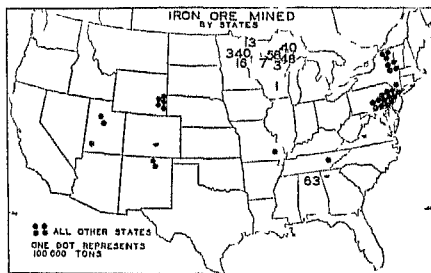 IRON ORE MINED
BY STATES
13
40
340
58
48
16
7
3
63
ALL OTHER STATES
ONE DOT REPRESENTS
100 000 TONS